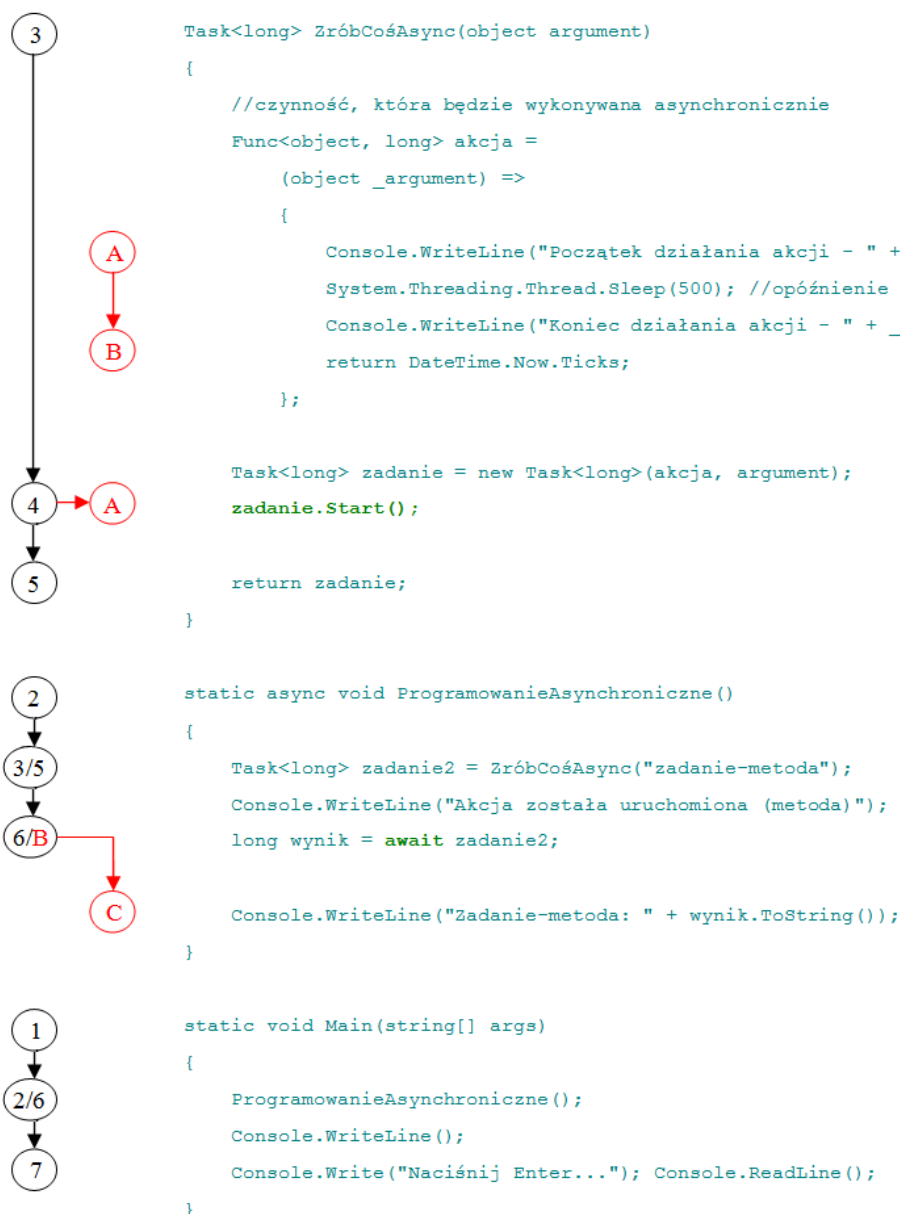 3 Task<long> ZróbCośAsync(object argument)
{
//czynność, która będzie wykonywana asynchronicznie
Func<object, long> akcja =
(object _argument) =>
{
A Console.WriteLine("Początek działania akcji - " +
System.Threading.Thread.Sleep(500); //opóźnienie
Console.WriteLine("Koniec działania akcji - " + _
B return DateTime.Now.Ticks;
};
Task<long> zadanie = new Task<long>(akcja, argument);
4 A zadanie.Start();
5 return zadanie;
}
2 static async void ProgramowanieAsynchroniczne()
{
3/5 Task<long> zadanie2 = ZróbCośAsync("zadanie-metoda");
Console.WriteLine("Akcja została uruchomiona (metoda)");
6/B long wynik = await zadanie2;
C Console.WriteLine("Zadanie-metoda: " + wynik.ToString());
}
1 static void Main(string[] args)
{
2/6 ProgramowanieAsynchroniczne();
Console.WriteLine();
7 Console.Write("Naciśnij Enter..."); Console.ReadLine();
}